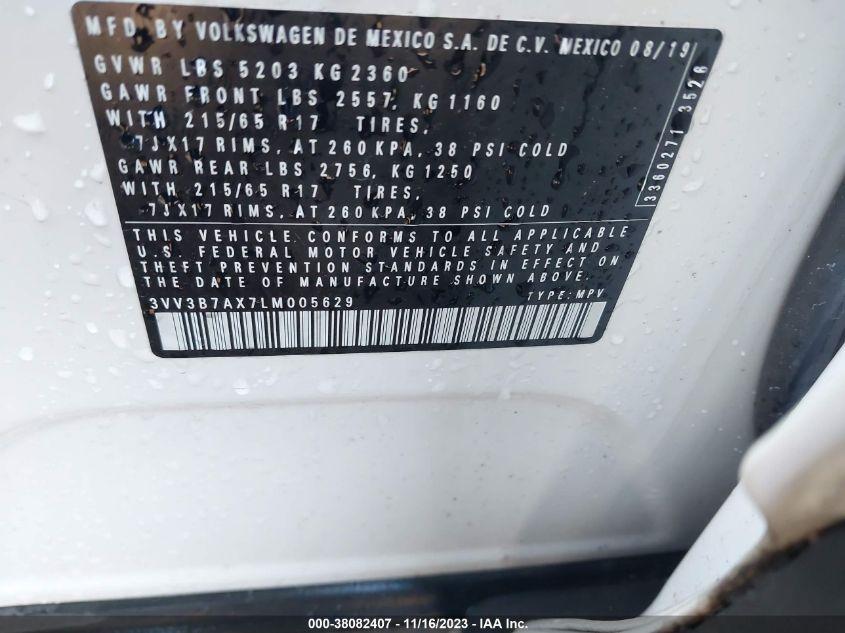 MFD BY VOLKSWAGEN DE MEXICO S.A. DE C.V. MEXICO 08/19
GVWR LBS 5203 KG 2360
GAWR FRONT LBS 2557, KG 1160
WITH 215/65 R17 TIRES,
7JX17 RIMS, AT 260 KPA, 38 PSI COLD
GAWR REAR LBS 2756, KG 1250
WITH 215/65 R17 TIRES,
7JX17 RIMS, AT 260 KPA, 38 PSI COLD
THIS VEHICLE CONFORMS TO ALL APPLICABLE
U.S. FEDERAL MOTOR VEHICLE SAFETY AND
THEFT PREVENTION STANDARDS IN EFFECT ON
THE DATE OF MANUFACTURE SHOWN ABOVE.
3VV3B7AX7LM005629 TYPE: MPV
3360271 3526
000-38082407 - 11/16/2023 - IAA Inc.